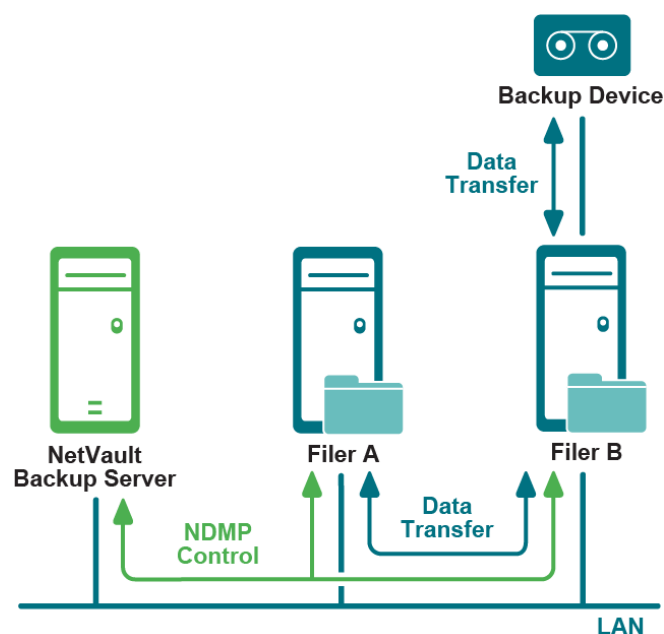 Backup Device
Data
Transfer
NetVault
Backup Server
Filer A
Filer B
NDMP
Control
Data
Transfer
LAN